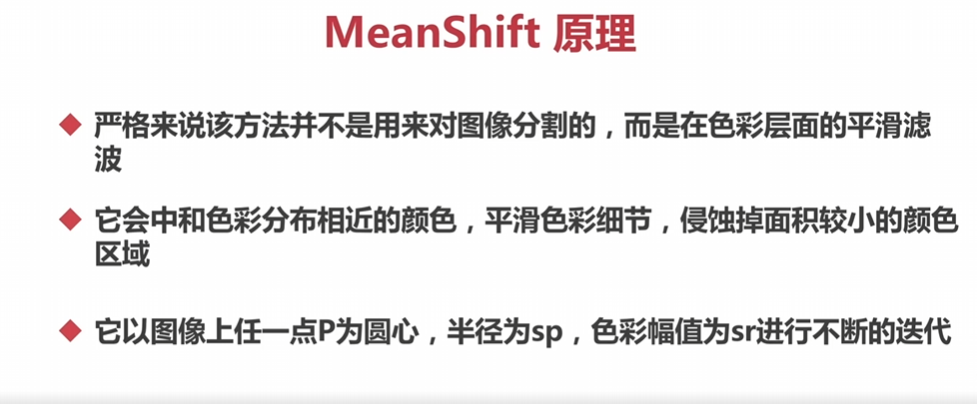 MeanShift 原理
严格来说该方法并不是用来对图像分割的，而是在色彩层面的平滑滤
波
它会中和色彩分布相近的颜色，平滑色彩细节，侵蚀掉面积较小的颜色
区域
它以图像上任一点P为圆心，半径为sp，色彩幅值为sr进行不断的迭代